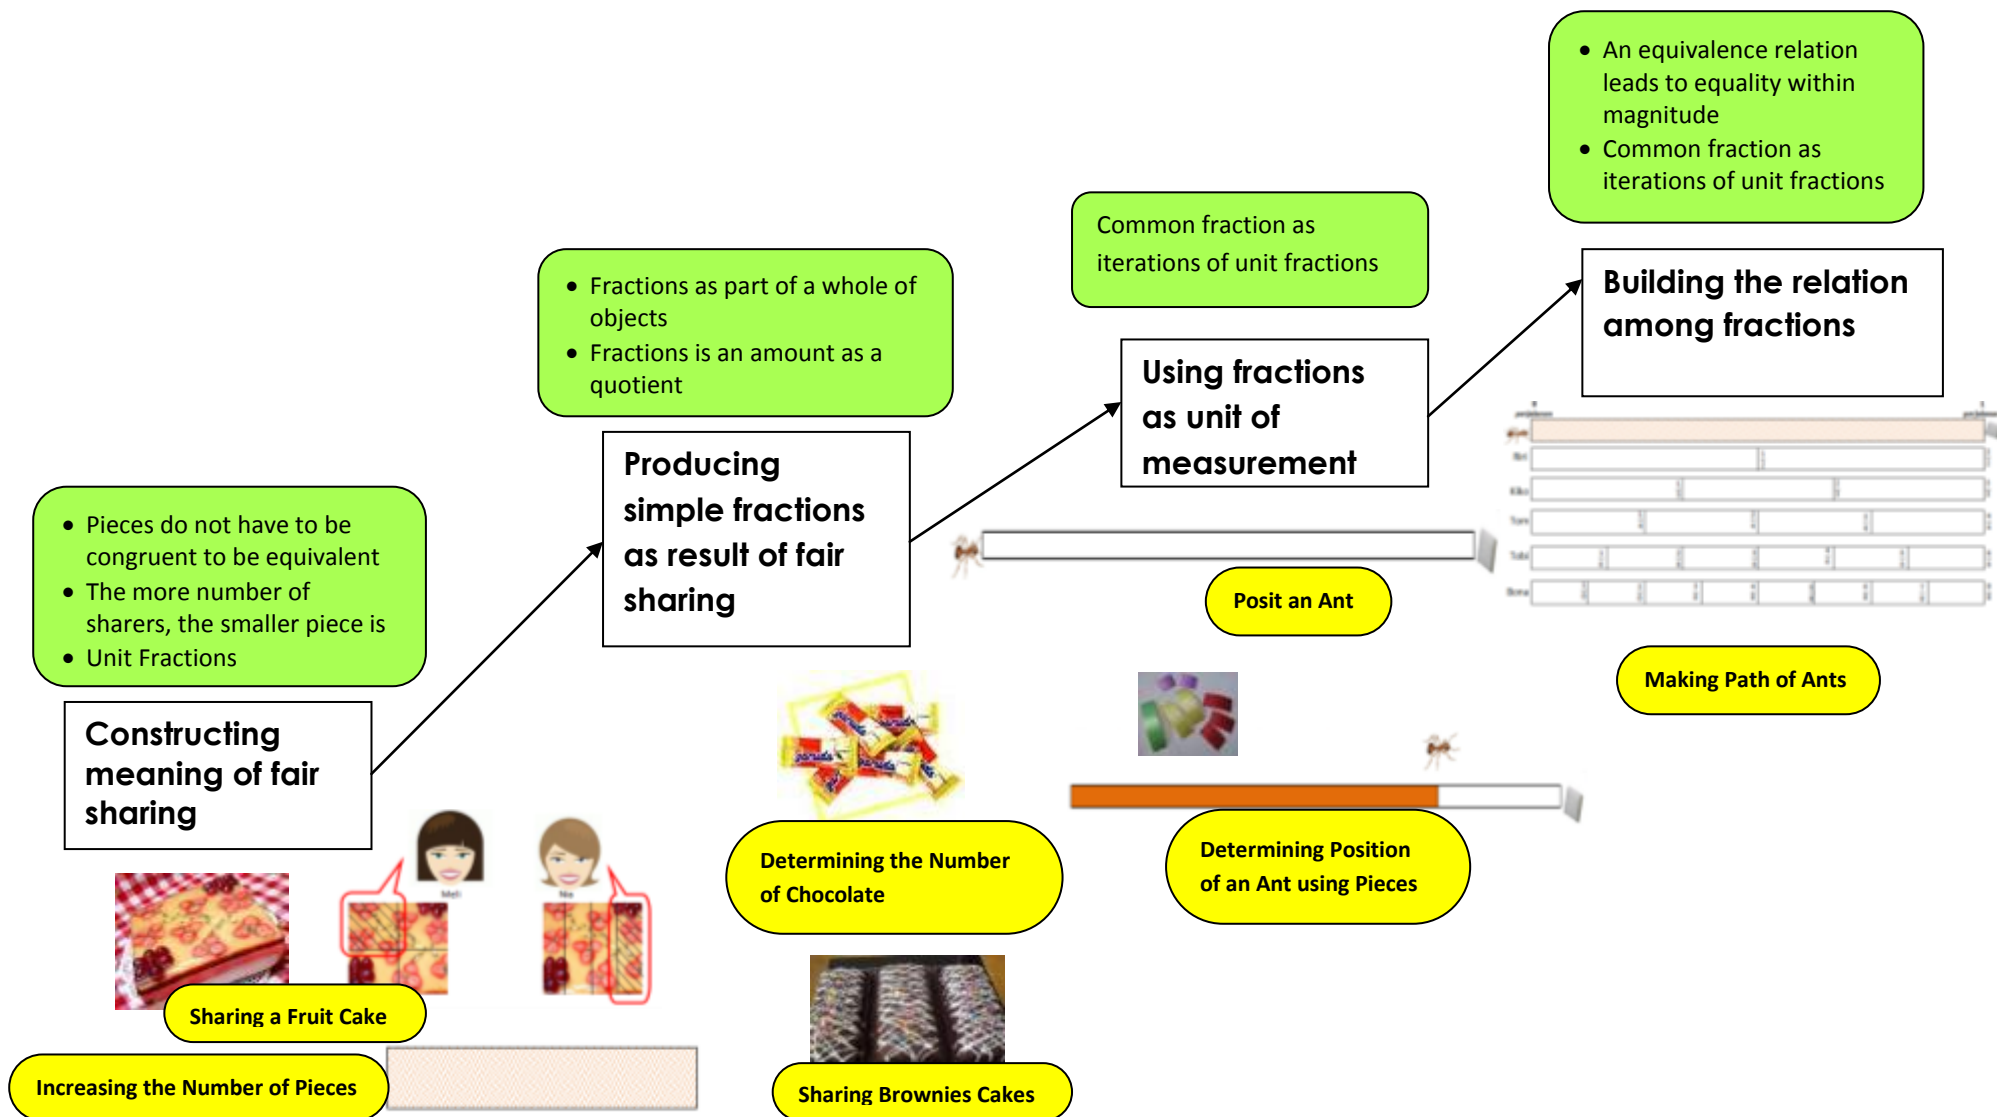 • An equivalence relation
leads to equality within
magnitude
• Common fraction as
iterations of unit fractions
Building the relation
among fractions
Common fraction as
iterations of unit fractions
Using fractions
as unit of
measurement
• Fractions as part of a whole of
objects
• Fractions is an amount as a
quotient
Producing
simple fractions
as result of fair
sharing
• Pieces do not have to be
congruent to be equivalent
• The more number of
sharers, the smaller piece is
• Unit Fractions
Constructing
meaning of fair
sharing
Posit an Ant
Making Path of Ants
Determining the Number
of Chocolate
Determining Position
of an Ant using Pieces
Meli
Nia
Sharing a Fruit Cake
Increasing the Number of Pieces
Sharing Brownies Cakes